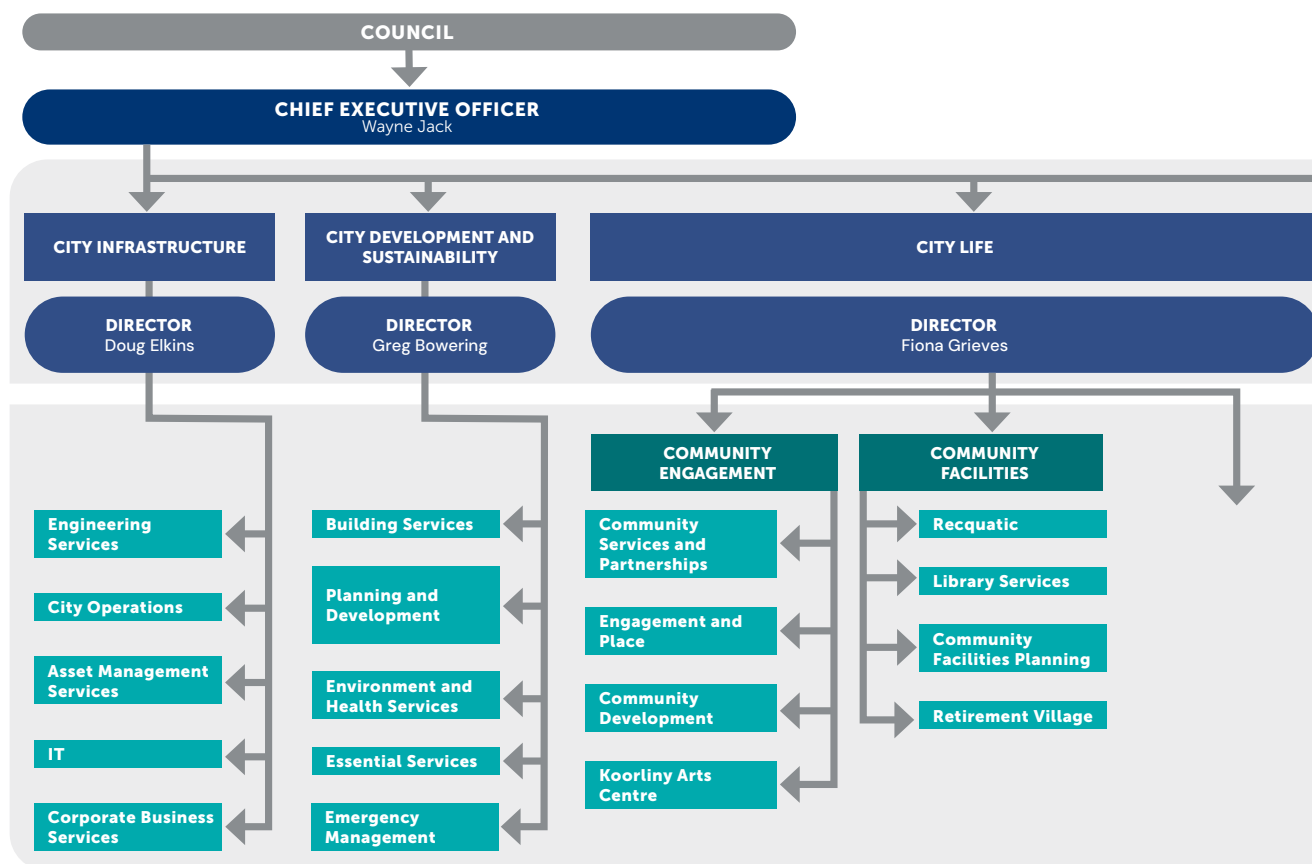 COUNCIL
CHIEF EXECUTIVE OFFICER
Wayne Jack
CITY INFRASTRUCTURE
DIRECTOR
Doug Elkins
Engineering
Services
City Operations
Asset Management
Services
IT
Corporate Business
Services
CITY DEVELOPMENT AND
SUSTAINABILITY
DIRECTOR
Greg Bowering
Building Services
Planning and
Development
Environment and
Health Services
Essential Services
Emergency
Management
CITY LIFE
DIRECTOR
Fiona Grieves
COMMUNITY
ENGAGEMENT
Community
Services and
Partnerships
Engagement and
Place
Community
Development
Koorliny Arts
Centre
COMMUNITY
FACILITIES
Recquatic
Library Services
Community
Facilities Planning
Retirement Village